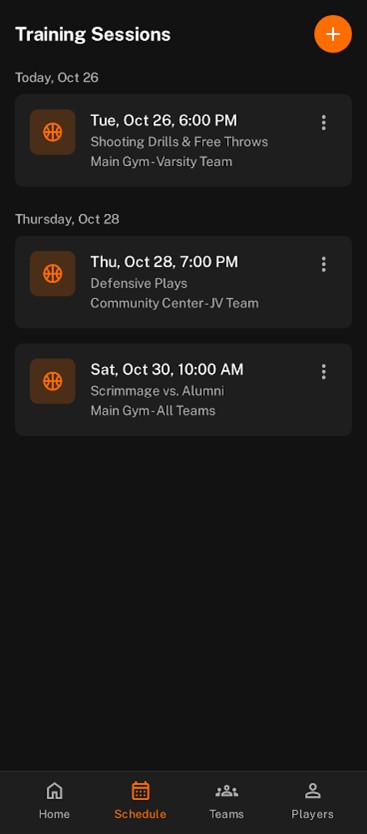 Training Sessions
Today, Oct 26
Tue, Oct 26, 6:00 PM
Shooting Drills & Free Throws
Main Gym - Varsity Team
Thursday, Oct 28
Thu, Oct 28, 7:00 PM
Defensive Plays
Community Center - JV Team
Sat, Oct 30, 10:00 AM
Scrimmage vs. Alumni
Main Gym - All Teams
Home
Schedule
Teams
Players